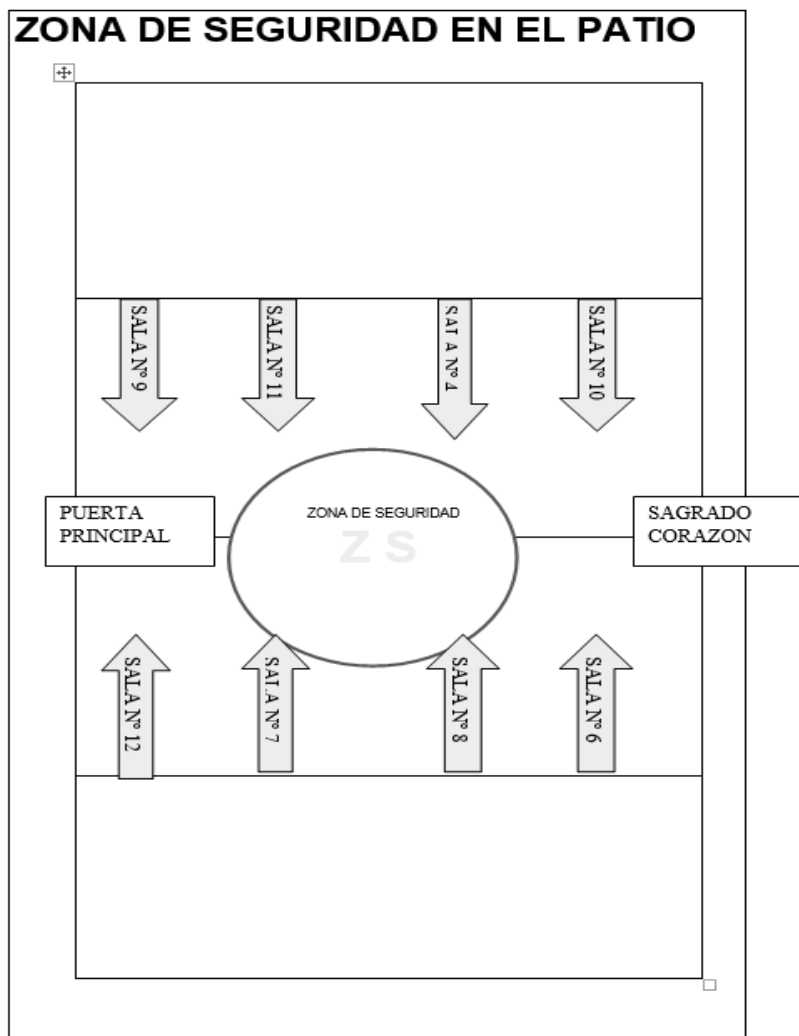 ZONA DE SEGURIDAD EN EL PATIO
SALA Nº 9
SALA Nº 11
SALA Nº 4
SALA Nº 10
ZONA DE SEGURIDAD
Z S
PUERTA
PRINCIPAL
SAGRADO
CORAZON
SALA Nº 12
SALA Nº 7
SALA Nº 8
SALA Nº 6